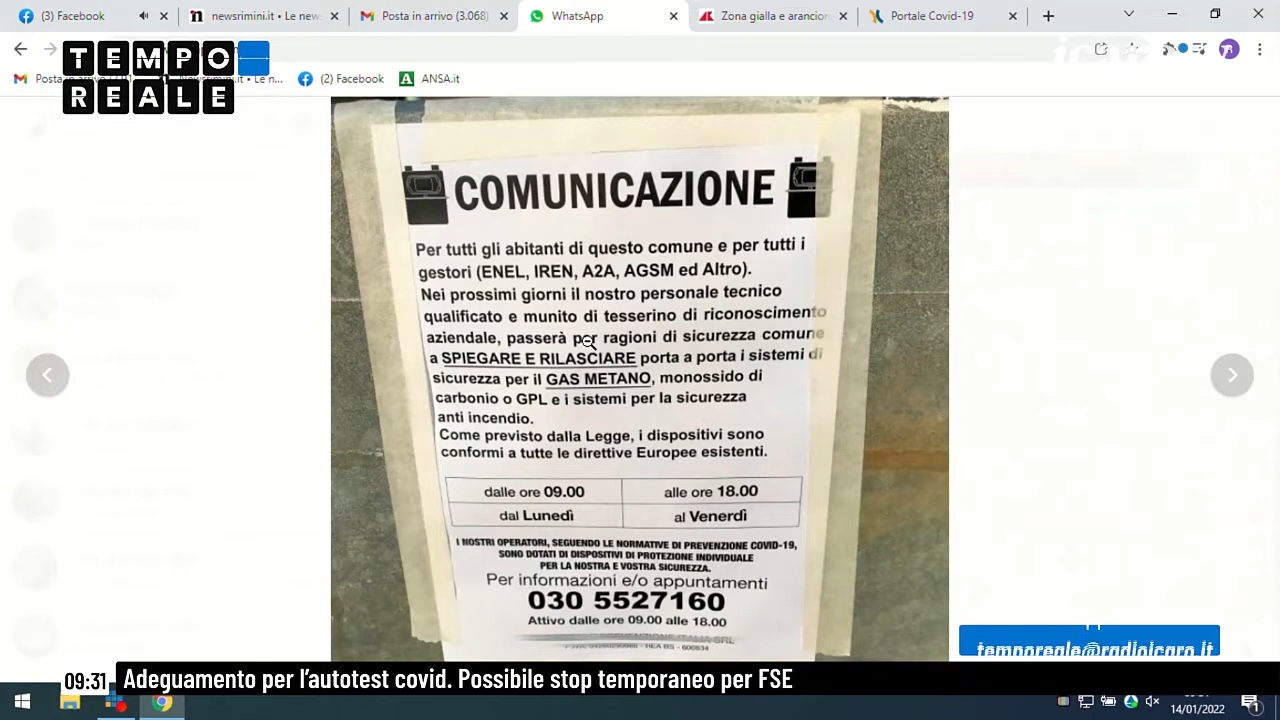 (3) Facebook
newsrimini.it • Le new
Posta in arrivo (3.068)
WhatsApp
Zona gialla e arancion
Portale Covid-19
TEMPO
REALE
Posta in arrivo
Newsrimini.it • Le n...
(2) Facebook
ANSA.it
COMUNICAZIONE
Per tutti gli abitanti di questo comune e per tutti i
gestori (ENEL, IREN, A2A, AGSM ed Altro).
Nei prossimi giorni il nostro personale tecnico
qualificato e munito di tesserino di riconoscimento
aziendale, passerà per ragioni di sicurezza comune
a SPIEGARE E RILASCIARE porta a porta i sistemi di
sicurezza per il GAS METANO, monossido di
carbonio o GPL e i sistemi per la sicurezza
anti incendio.
Come previsto dalla Legge, i dispositivi sono
conformi a tutte le direttive Europee esistenti.
dalle ore 09.00 alle ore 18.00
dal Lunedì al Venerdì
I NOSTRI OPERATORI, SEGUENDO LE NORMATIVE DI PREVENZIONE COVID-19,
SONO DOTATI DI DISPOSITIVI DI PROTEZIONE INDIVIDUALE
PER LA NOSTRA E VOSTRA SICUREZZA.
Per informazioni e/o appuntamenti
030 5527160
Attivo dalle ore 09.00 alle 18.00
ITALIA SRL
temporeale@radioicaro.it
09:31 Adeguamento per l'autotest covid. Possibile stop temporaneo per FSE
14/01/2022